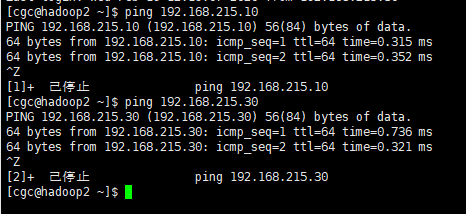 [cgc@hadoop2 ~]$ ping 192.168.215.10
PING 192.168.215.10 (192.168.215.10) 56(84) bytes of data.
64 bytes from 192.168.215.10: icmp_seq=1 ttl=64 time=0.315 ms
64 bytes from 192.168.215.10: icmp_seq=2 ttl=64 time=0.352 ms
^Z
[1]+  已停止               ping 192.168.215.10
[cgc@hadoop2 ~]$ ping 192.168.215.30
PING 192.168.215.30 (192.168.215.30) 56(84) bytes of data.
64 bytes from 192.168.215.30: icmp_seq=1 ttl=64 time=0.736 ms
64 bytes from 192.168.215.30: icmp_seq=2 ttl=64 time=0.321 ms
^Z
[2]+  已停止               ping 192.168.215.30
[cgc@hadoop2 ~]$